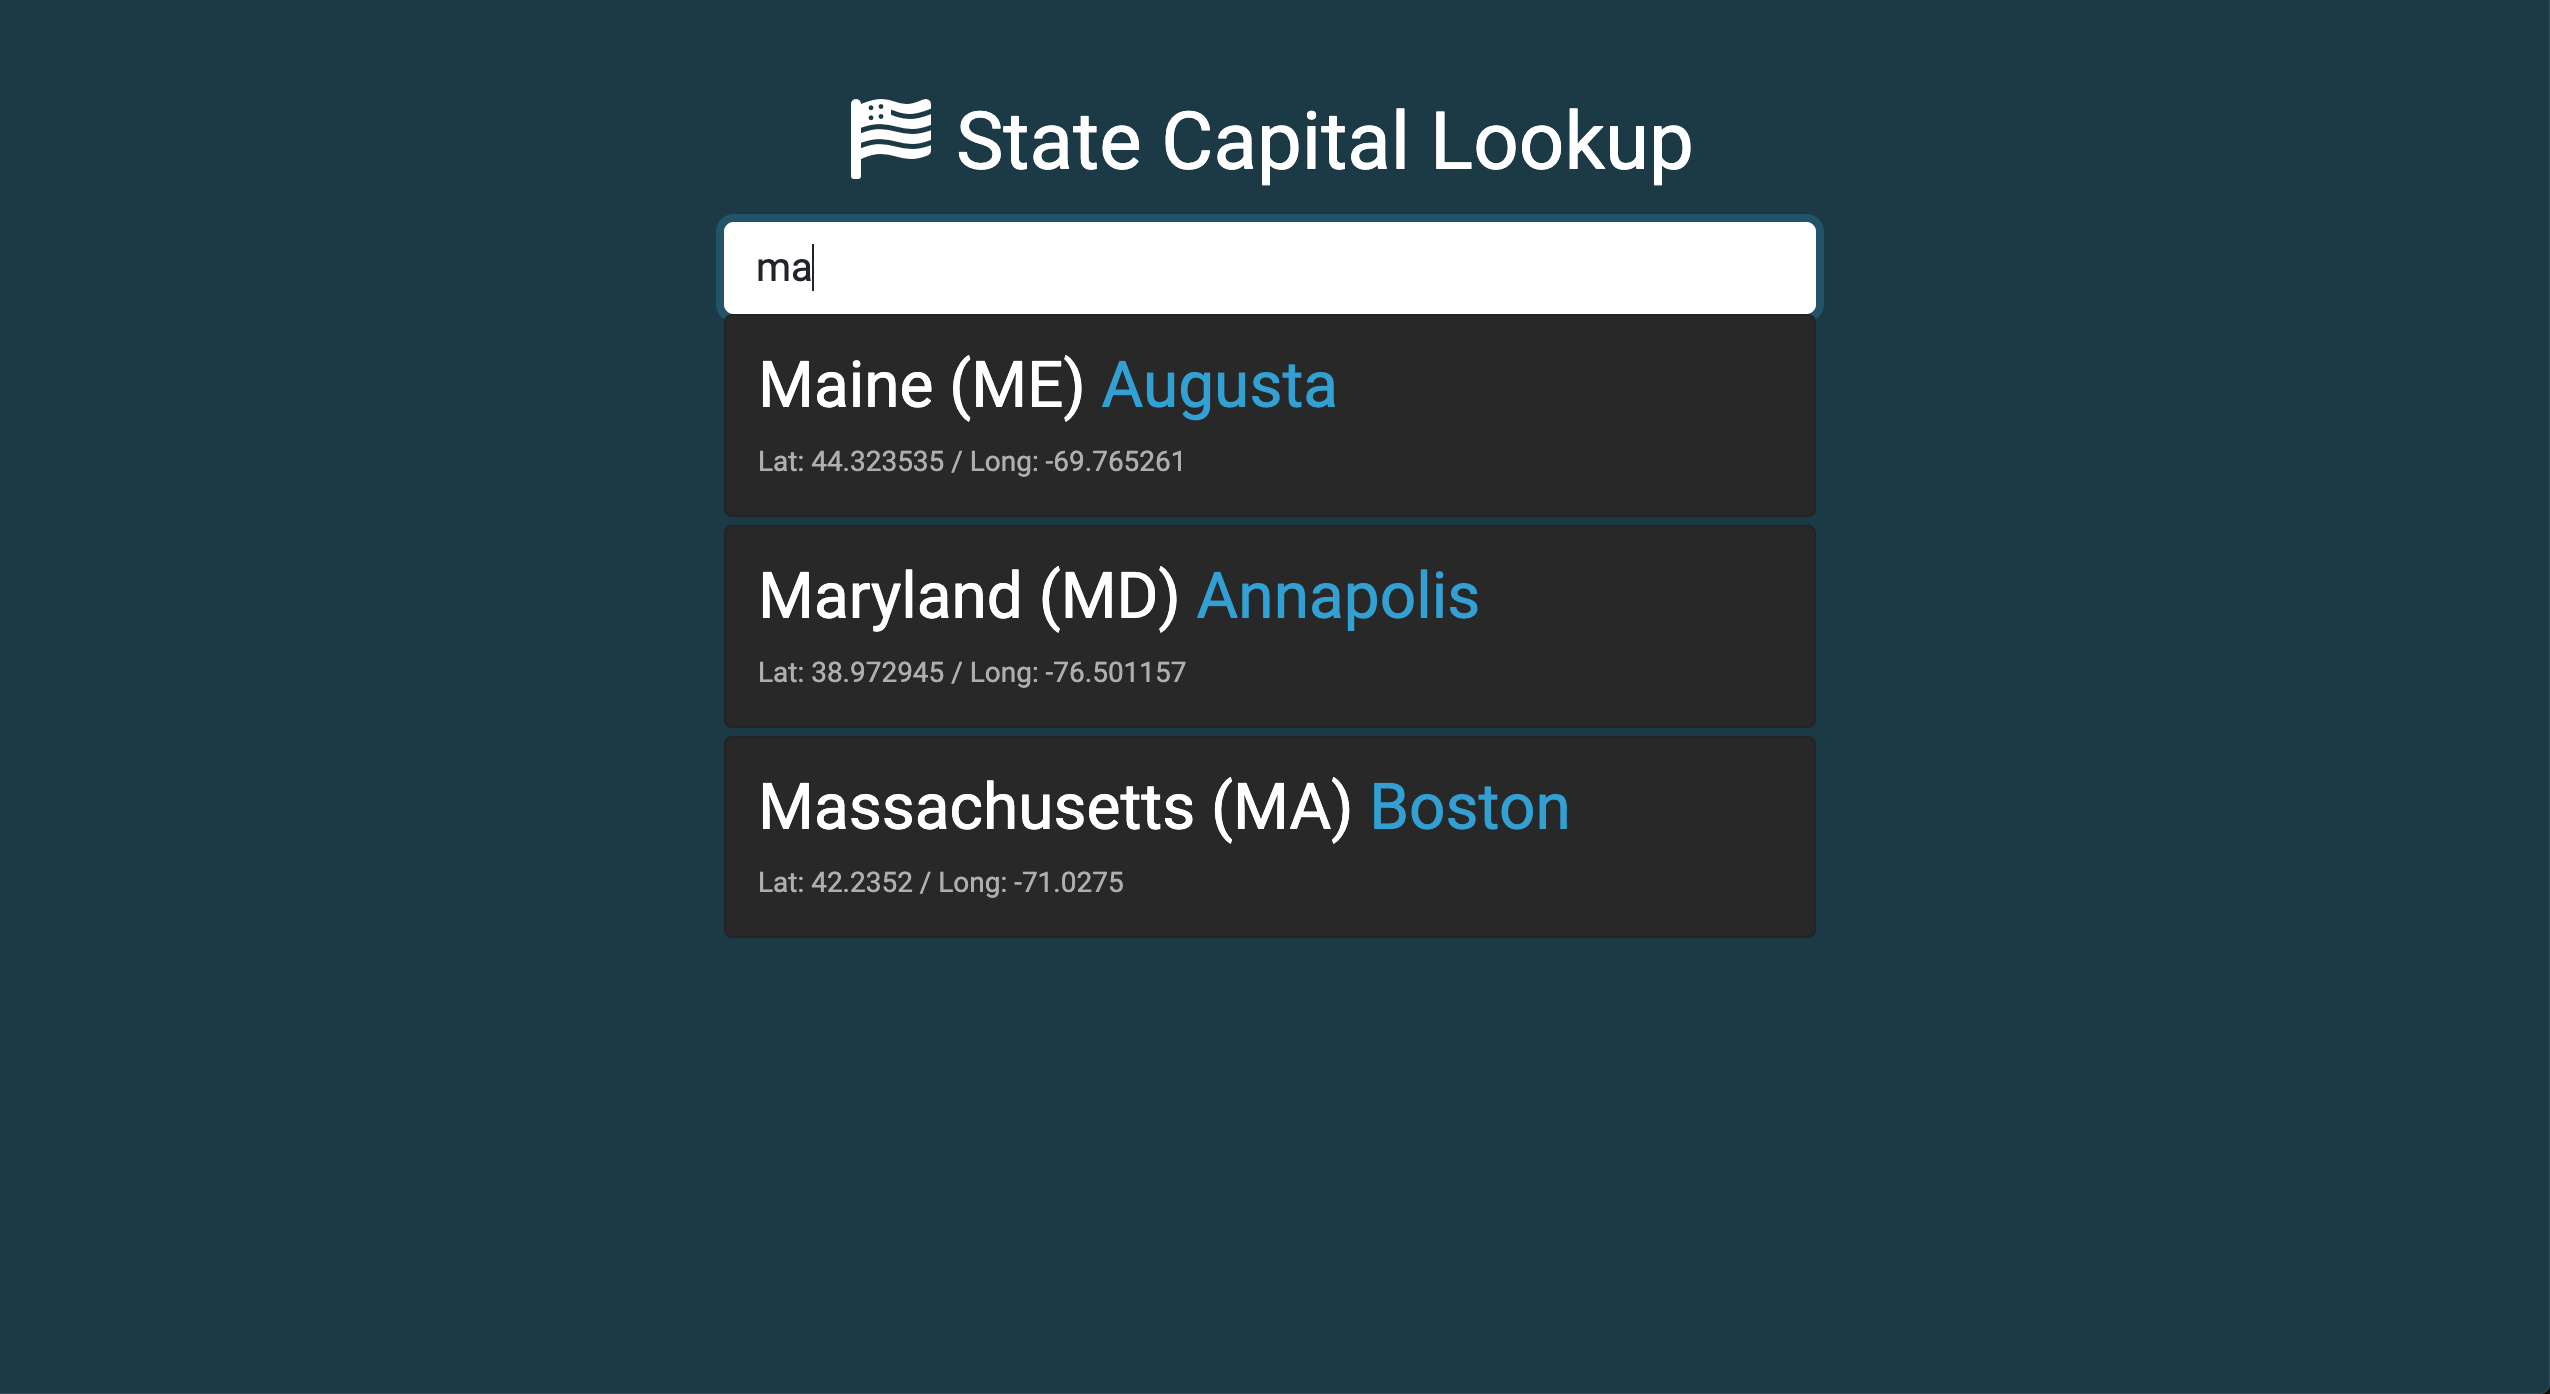 State Capital Lookup
ma
Maine (ME) Augusta
Lat: 44.323535 / Long: -69.765261
Maryland (MD) Annapolis
Lat: 38.972945 / Long: -76.501157
Massachusetts (MA) Boston
Lat: 42.2352 / Long: -71.0275